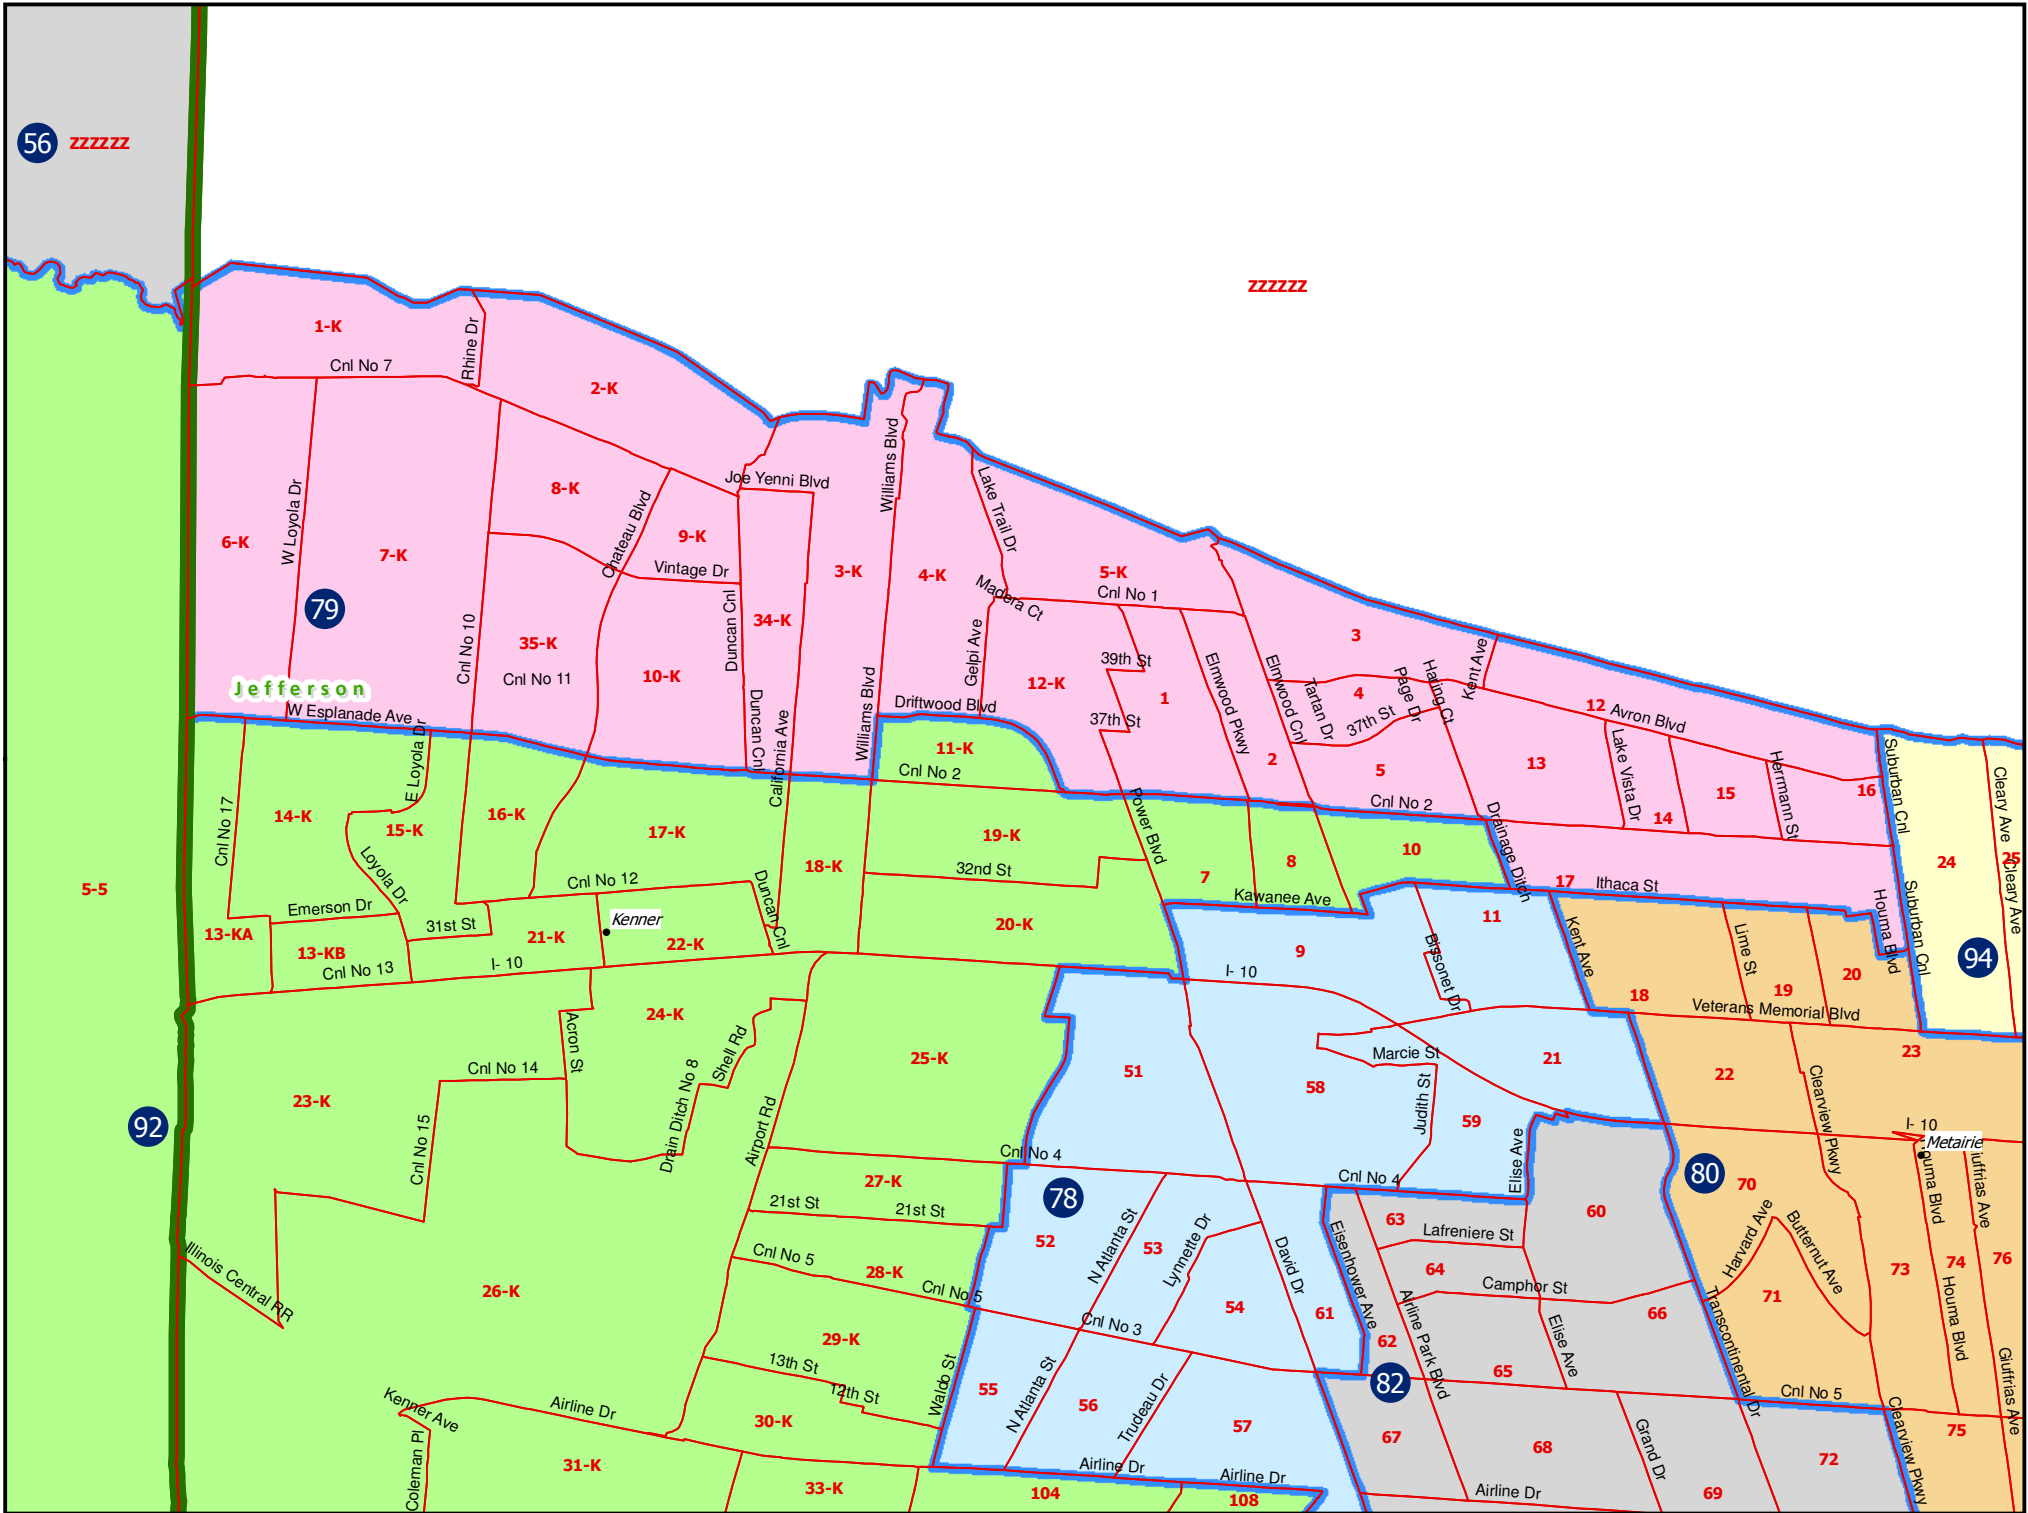 56
ZZZZZZ
ZZZZZZ
1-K
Rhine Dr
Cnl No 7
2-K
Williams Blvd
Joe Yenni Blvd
8-K
Chateau Blvd
W Loyola Dr
Lake Trail Dr
6-K
7-K
9-K
Vintage Dr
3-K
4-K
5-K
Madera Ct
Cnl No 1
79
Cnl No 10
35-K
Cnl No 11
10-K
Duncan Cnl
34-K
Gelpi Ave
39th St
12-K
1
Elmwood Pkwy
Elmwood Cnl
3
Kent Ave
4
Tartan Dr
Page Dr
Haring Ct
Jefferson
W Esplanade Ave
Duncan Cnl
California Ave
Williams Blvd
Driftwood Blvd
37th St
37th St
12
Avron Blvd
E Loyola Dr
11-K
Cnl No 2
2
5
13
Lake Vista Dr
15
Hermann St
16
Suburban Cnl
Cleary Ave
Cnl No 17
14-K
15-K
16-K
17-K
18-K
19-K
Power Blvd
Cnl No 2
14
Drainage Ditch
5-5
Loyola Dr
32nd St
7
8
10
24
25
Cleary Ave
Emerson Dr
Cnl No 12
Duncan Cnl
Kawanee Ave
17
Ithaca St
Houma Blvd
Suburban Cnl
13-KA
13-KB
31st St
21-K
Kenner
22-K
20-K
9
11
Bissonet Dr
Kent Ave
Lime St
94
Cnl No 13
I- 10
I- 10
18
19
20
Veterans Memorial Blvd
24-K
Acron St
Shell Rd
25-K
51
Marcie St
21
22
23
Cnl No 14
23-K
Drain Ditch No 8
58
Judith St
59
Clearview Pkwy
92
Cnl No 15
Airport Rd
Cnl No 4
Cnl No 4
Elise Ave
I- 10
Metairie
27-K
78
80
70
21st St
21st St
63
Lafreniere St
60
Houma Blvd
Illinois Central RR
Cnl No 5
52
N Atlanta St
53
Lynnette Dr
David Dr
Eisenhower Ave
Harvard Ave
Butternut Ave
73
74
76
28-K
64
Camphor St
26-K
Cnl No 5
54
61
66
71
29-K
Cnl No 3
62
Airline Park Blvd
65
Elise Ave
Transcontinental Dr
Giuffrias Ave
13th St
12th St
Waldo St
55
N Atlanta St
56
Trudeau Dr
82
Cnl No 5
Kenner Ave
Airline Dr
30-K
57
67
68
Grand Dr
72
Clearview Pkwy
75
Coleman Pl
31-K
33-K
Airline Dr
Airline Dr
104
108
Airline Dr
69